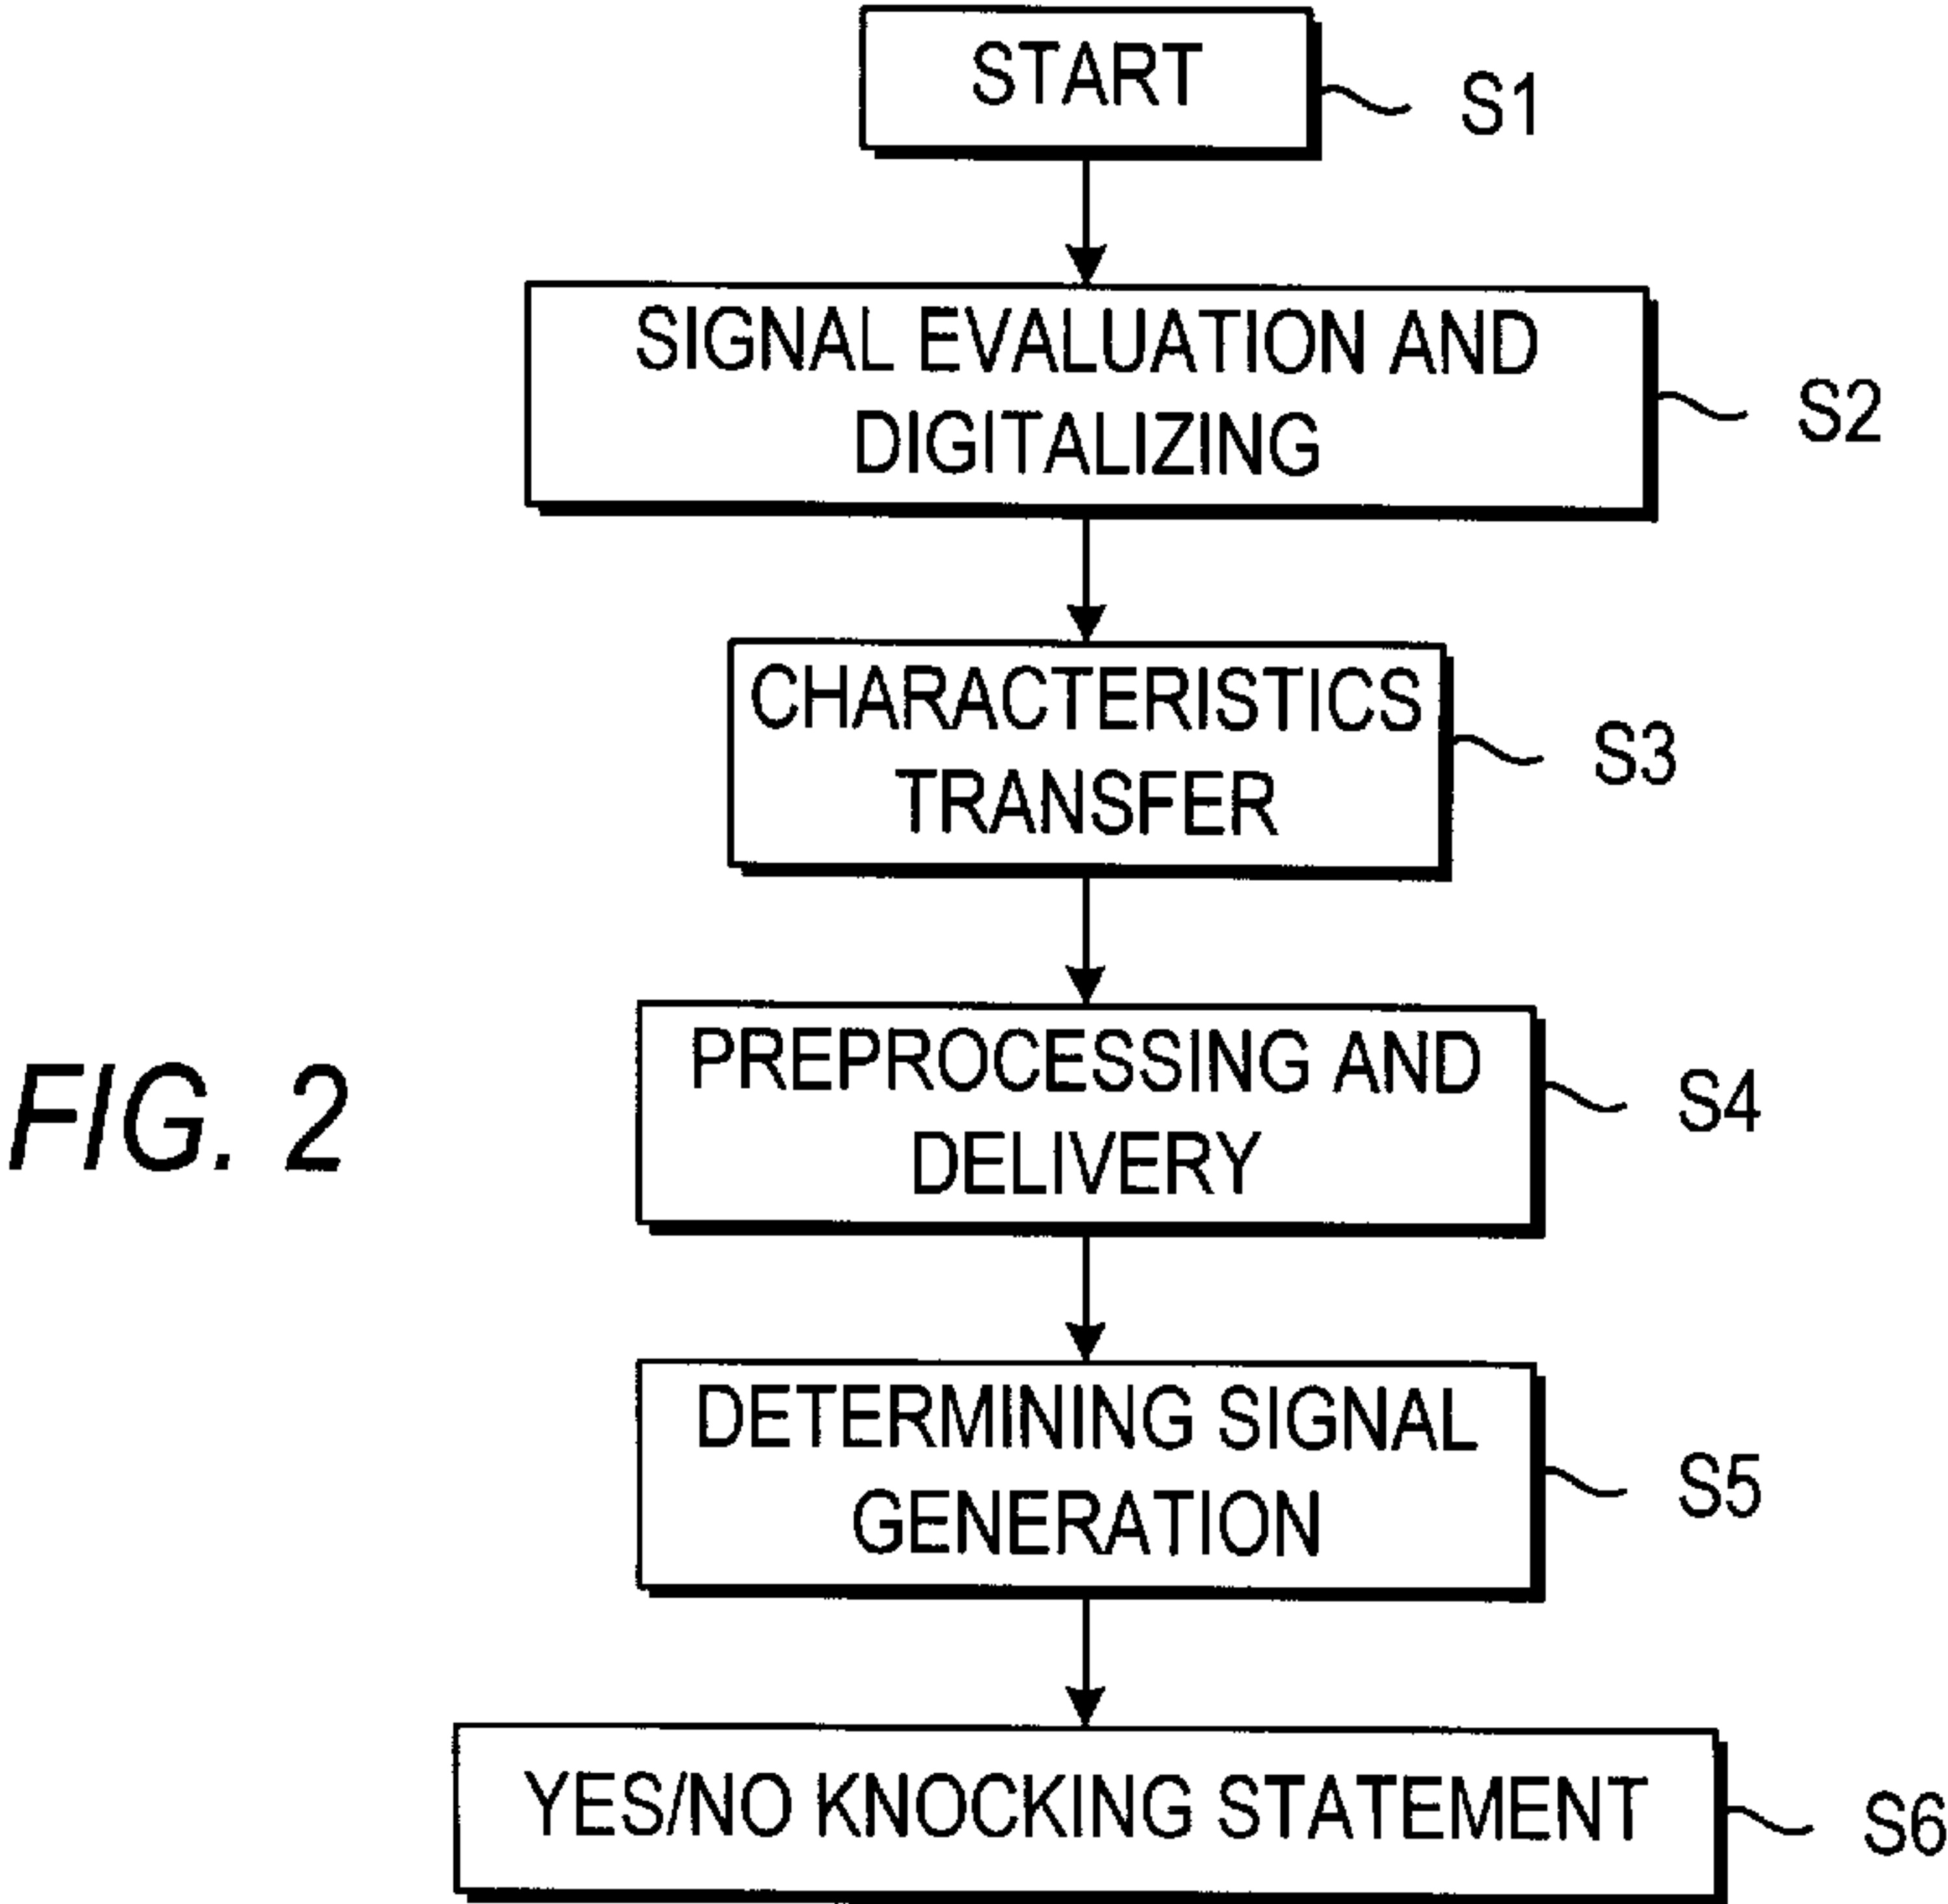 START
S1
SIGNAL EVALUATION AND
DIGITALIZING
S2
CHARACTERISTICS
TRANSFER
S3
PREPROCESSING AND
DELIVERY
S4
FIG. 2
DETERMINING SIGNAL
GENERATION
S5
YES/NO KNOCKING STATEMENT
S6